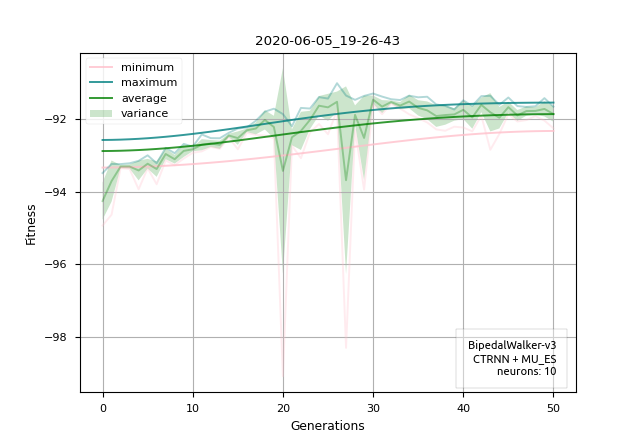 2020-06-05_19-26-43
minimum
maximum
average
variance
−92
−94
−96
−98
Fitness
0
10
20
30
40
50
Generations
BipedalWalker-v3
CTRNN + MU_ES
neurons: 10